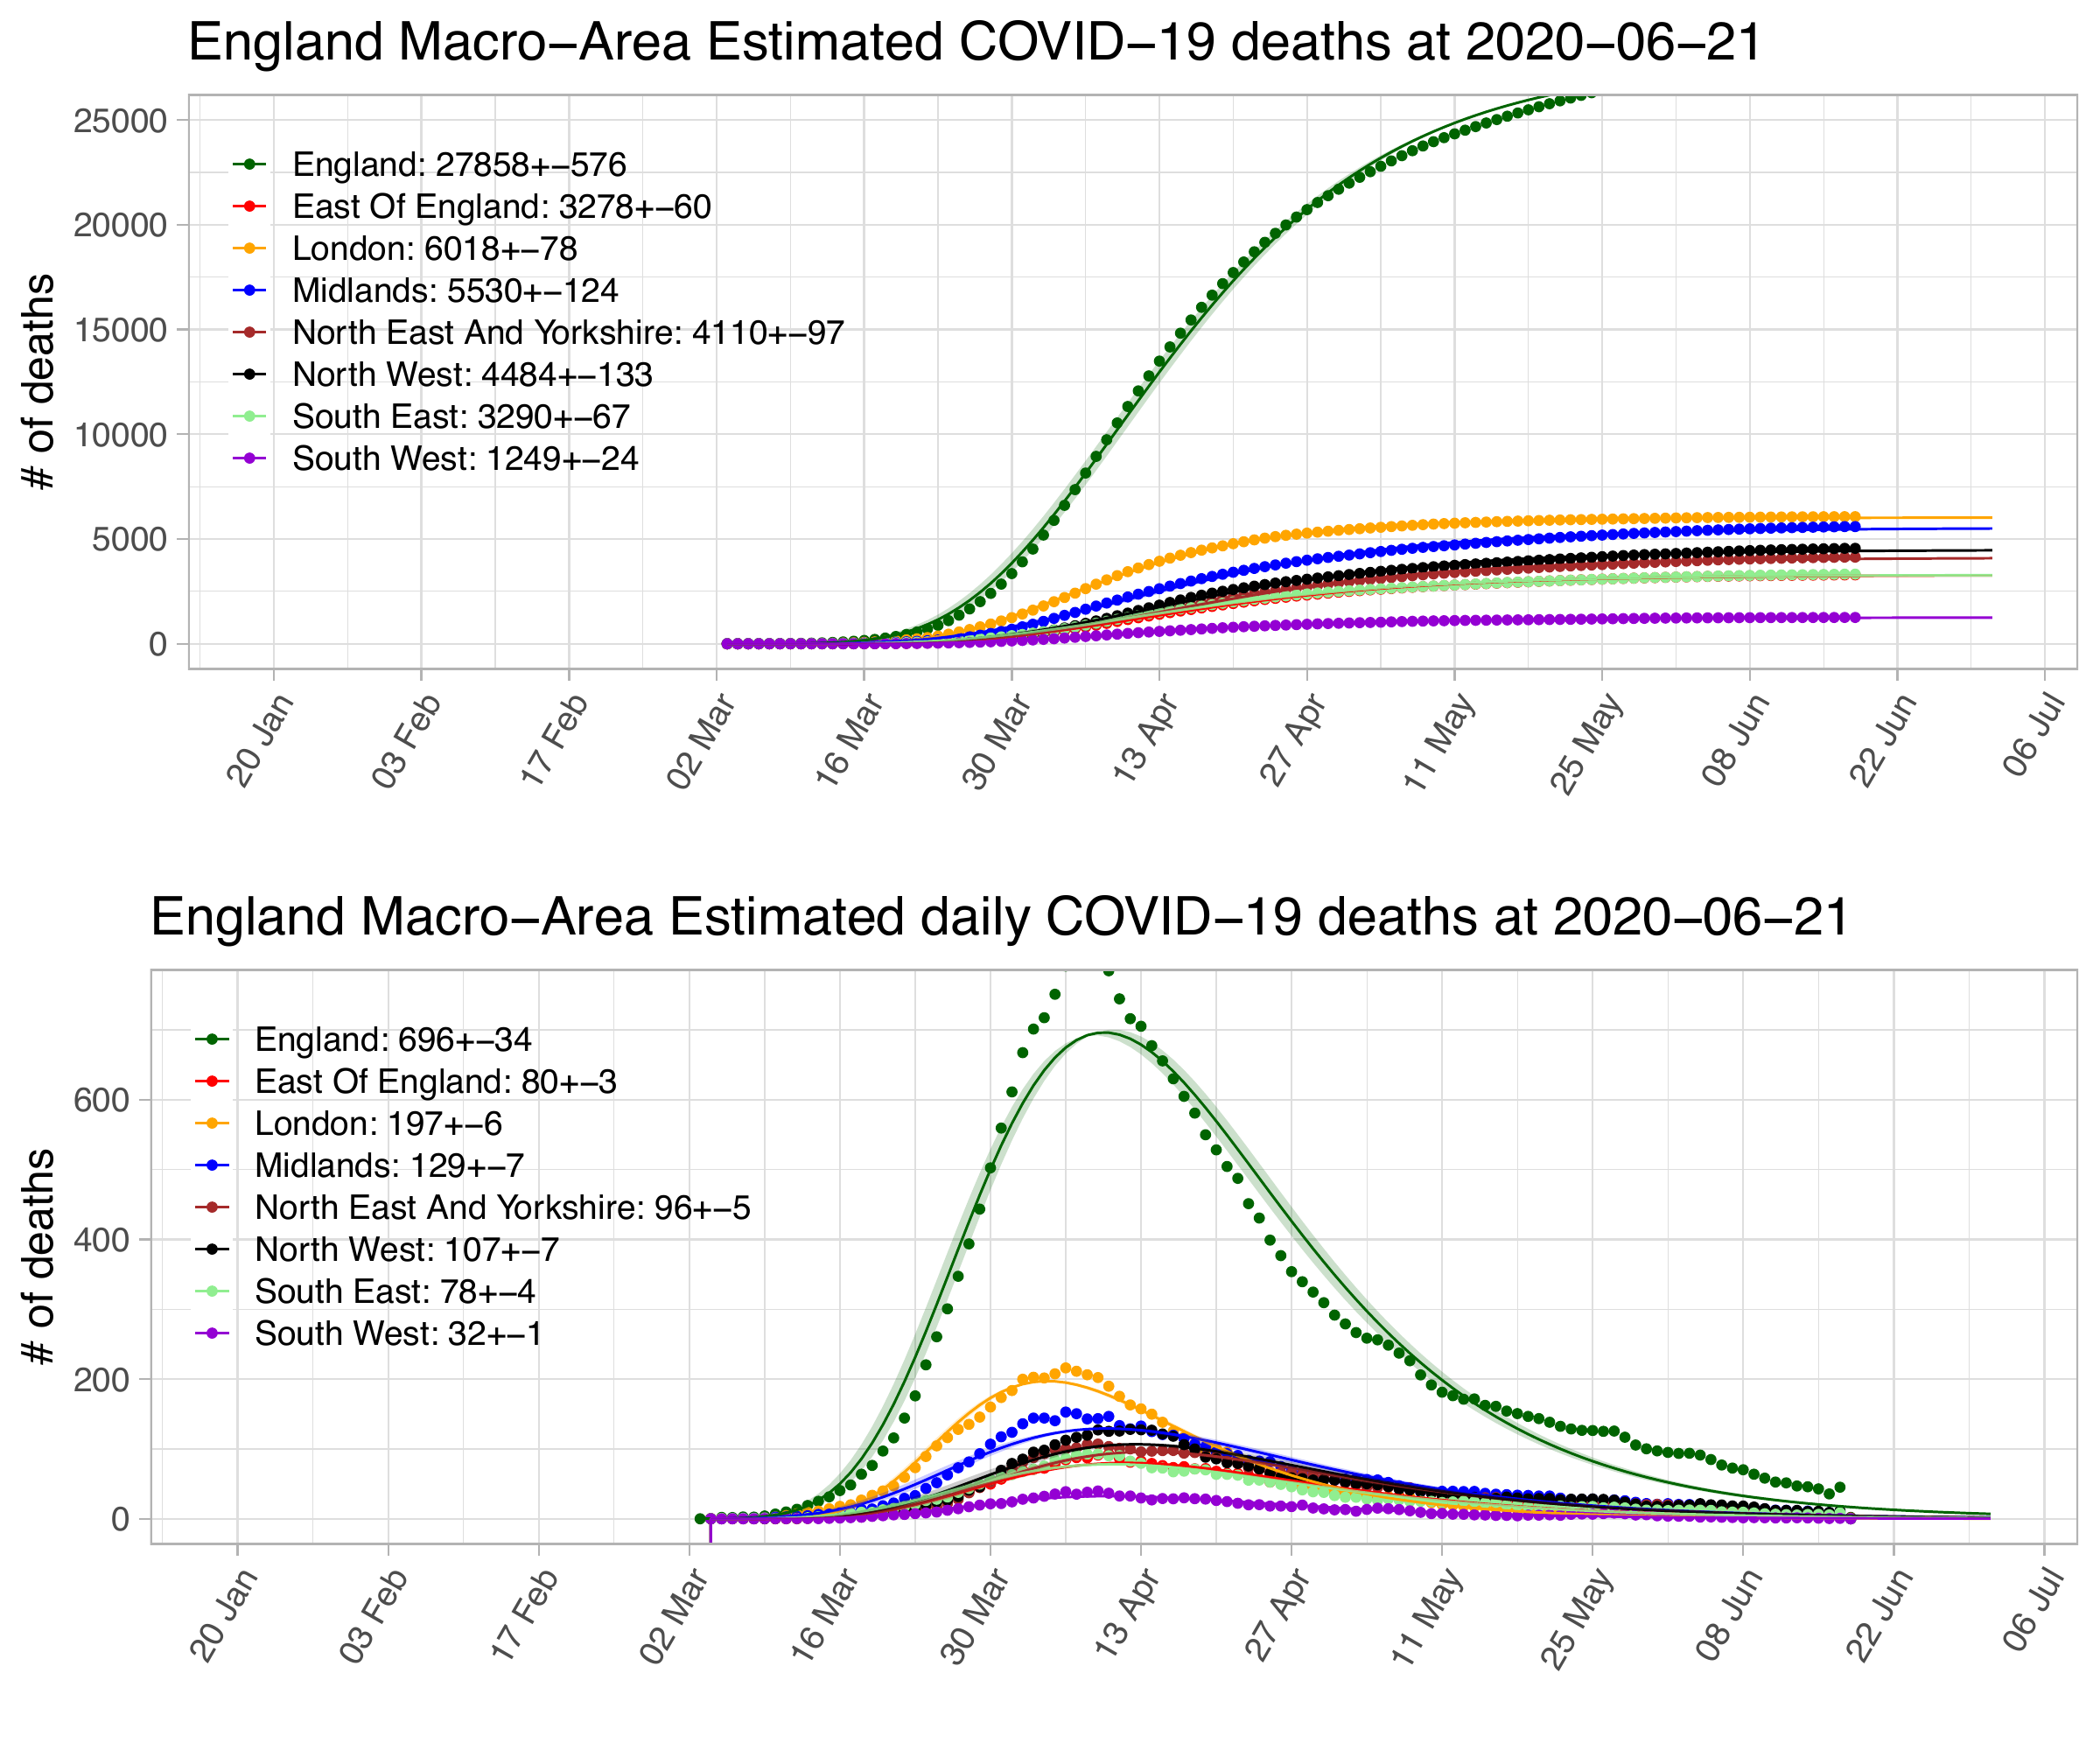 England Macro−Area Estimated COVID−19 deaths at 2020−06−21
# of deaths
25000
20000
15000
10000
5000
0
England: 27858+−576
East Of England: 3278+−60
London: 6018+−78
Midlands: 5530+−124
North East And Yorkshire: 4110+−97
North West: 4484+−133
South East: 3290+−67
South West: 1249+−24
20 Jan
03 Feb
17 Feb
02 Mar
16 Mar
30 Mar
13 Apr
27 Apr
11 May
25 May
08 Jun
22 Jun
06 Jul
England Macro−Area Estimated daily COVID−19 deaths at 2020−06−21
# of deaths
600
400
200
0
England: 696+−34
East Of England: 80+−3
London: 197+−6
Midlands: 129+−7
North East And Yorkshire: 96+−5
North West: 107+−7
South East: 78+−4
South West: 32+−1
20 Jan
03 Feb
17 Feb
02 Mar
16 Mar
30 Mar
13 Apr
27 Apr
11 May
25 May
08 Jun
22 Jun
06 Jul